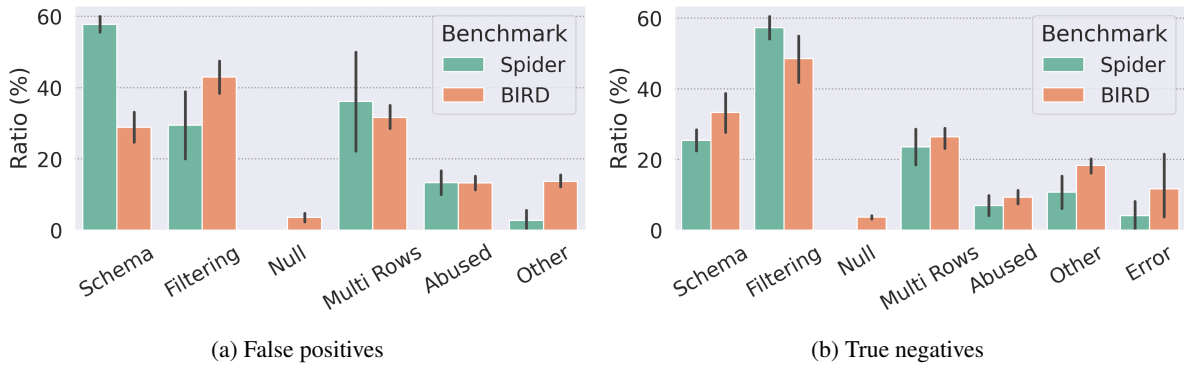 Ratio (%)
60
40
20
0
Benchmark
Spider
BIRD
Schema
Filtering
Null
Multi Rows
Abused
Other
(a) False positives
Ratio (%)
60
40
20
0
Benchmark
Spider
BIRD
Schema
Filtering
Null
Multi Rows
Abused
Other
Error
(b) True negatives